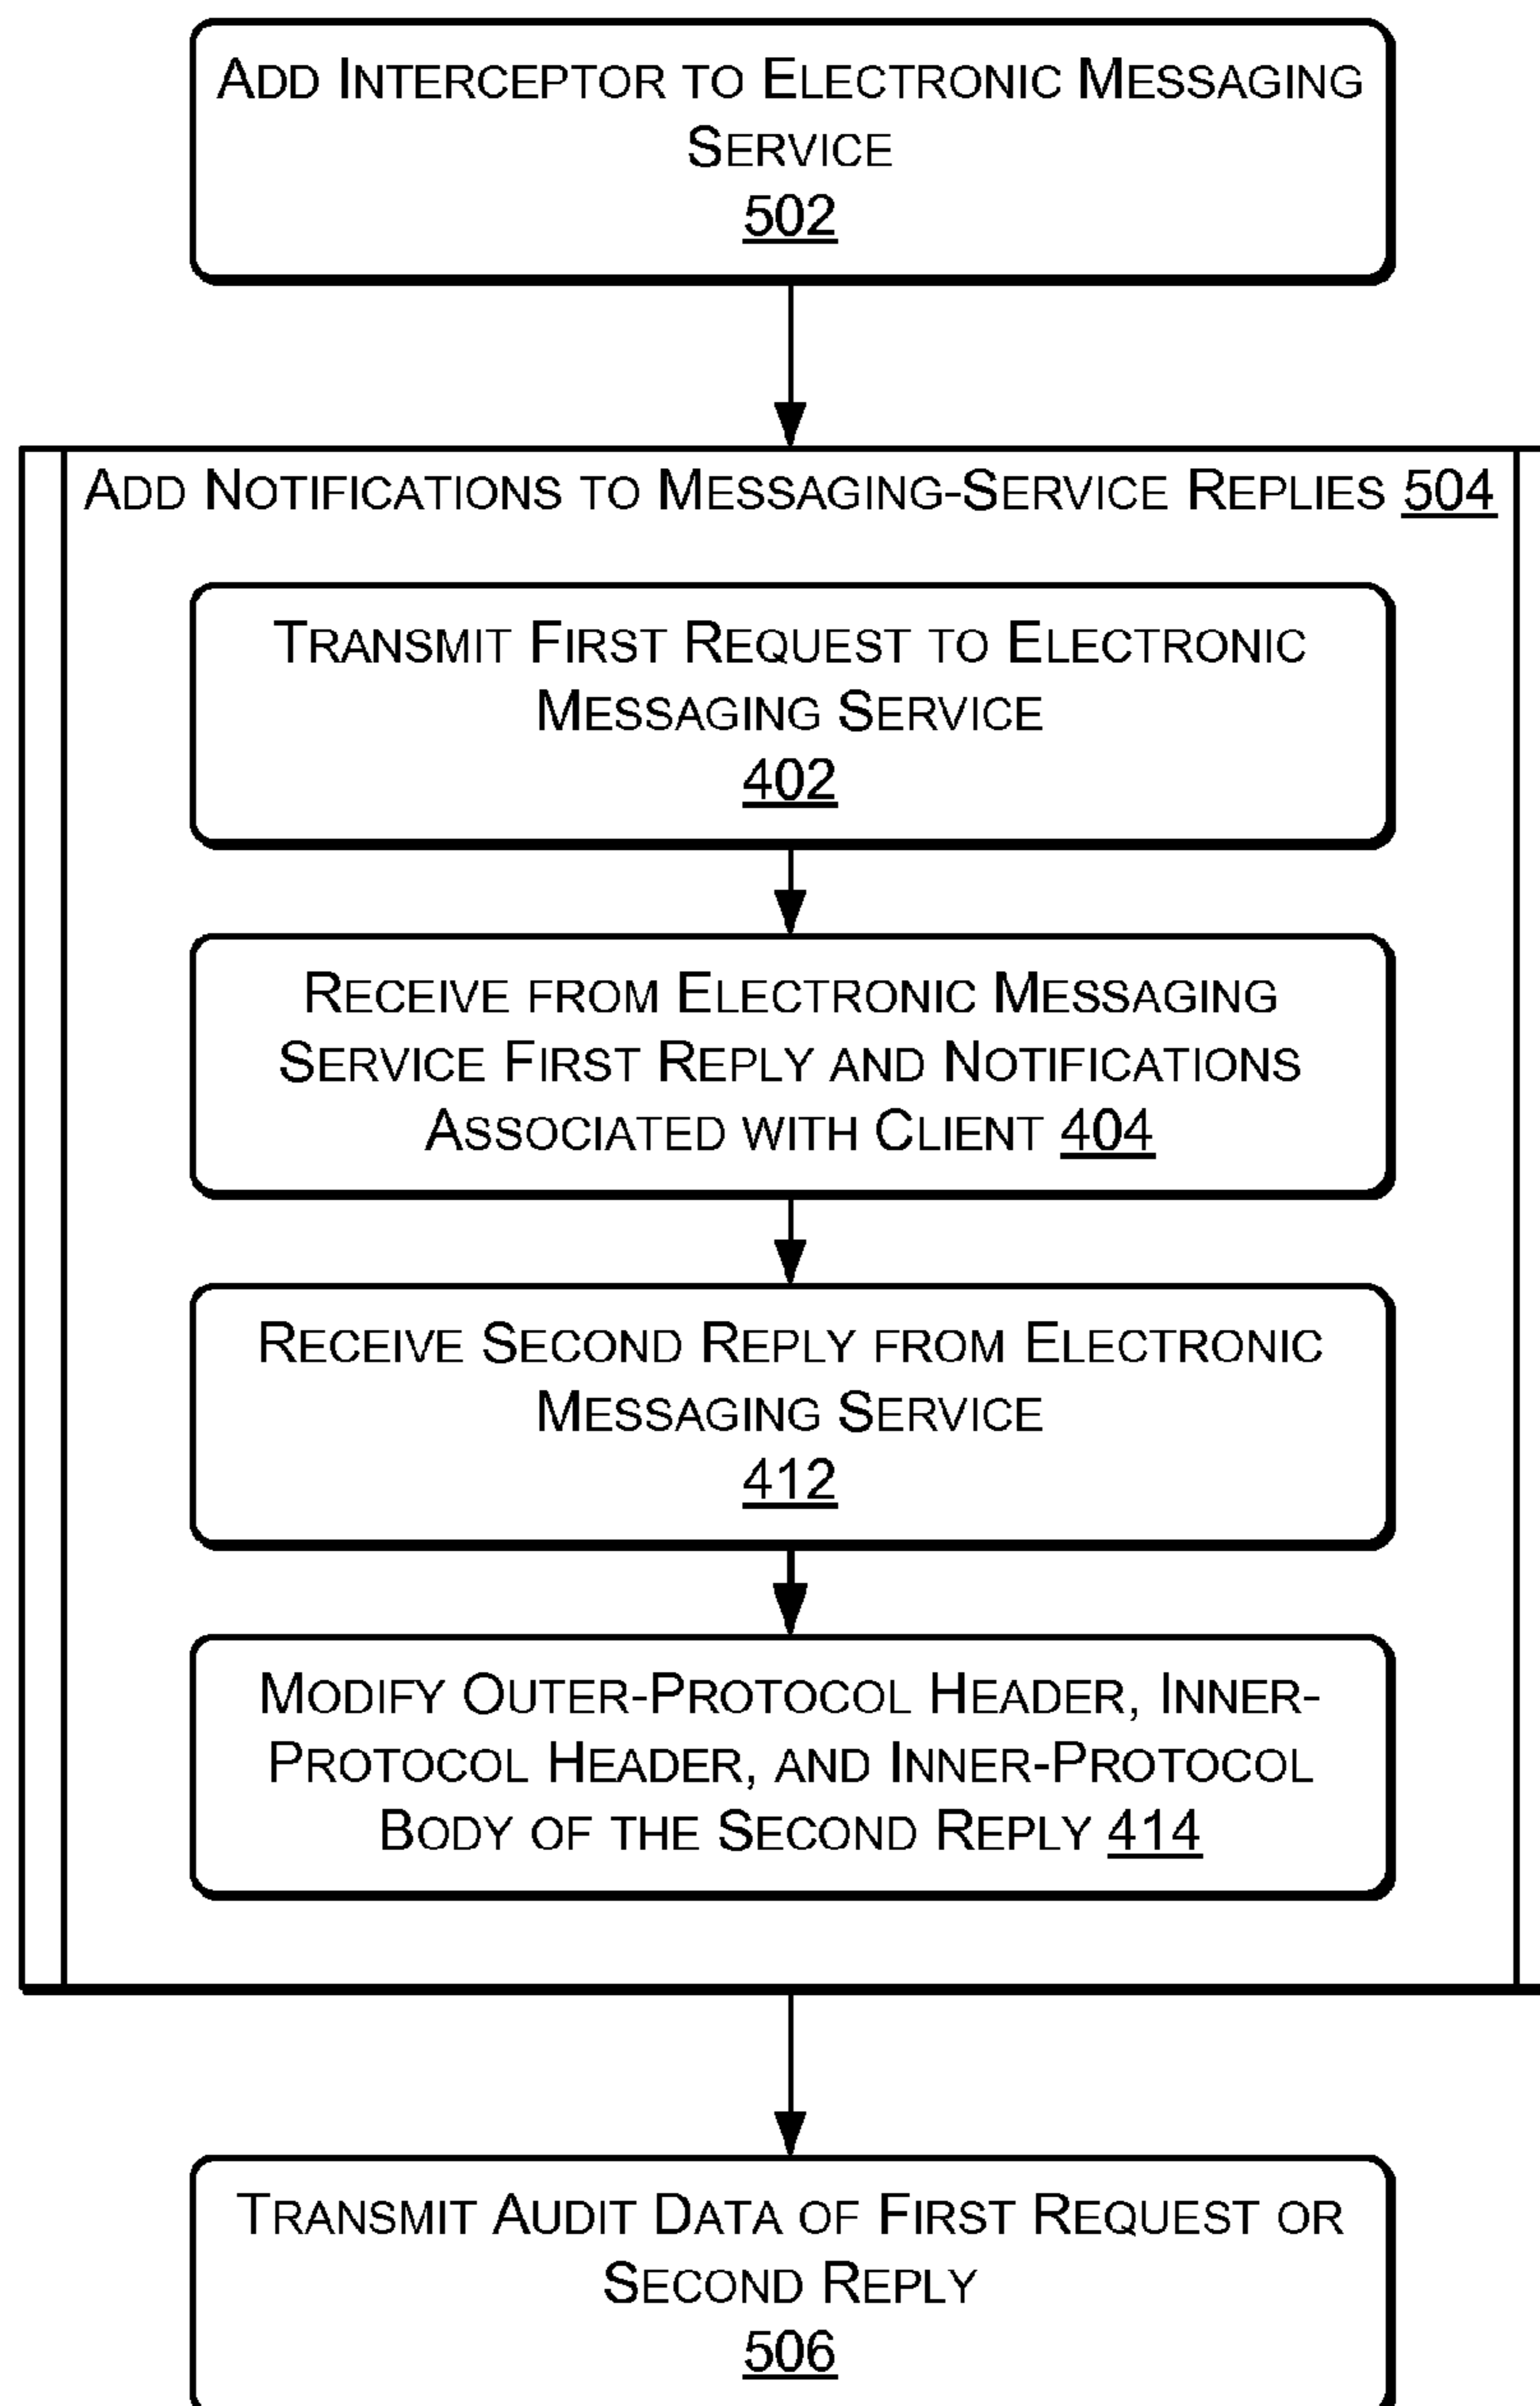 ADD INTERCEPTOR TO ELECTRONIC MESSAGING
SERVICE
502
ADD NOTIFICATIONS TO MESSAGING-SERVICE REPLIES 504
TRANSMIT FIRST REQUEST TO ELECTRONIC
MESSAGING SERVICE
402
RECEIVE FROM ELECTRONIC MESSAGING
SERVICE FIRST REPLY AND NOTIFICATIONS
ASSOCIATED WITH CLIENT 404
RECEIVE SECOND REPLY FROM ELECTRONIC
MESSAGING SERVICE
412
MODIFY OUTER-PROTOCOL HEADER, INNER-
PROTOCOL HEADER, AND INNER-PROTOCOL
BODY OF THE SECOND REPLY 414
TRANSMIT AUDIT DATA OF FIRST REQUEST OR
SECOND REPLY
506